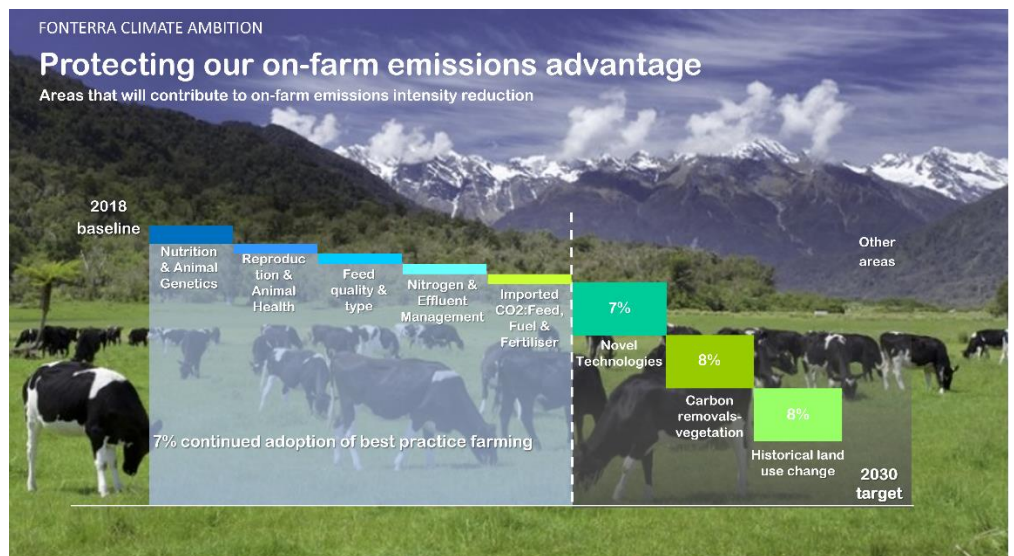 FONTERRA CLIMATE AMBITION
Protecting our on-farm emissions advantage
Areas that will contribute to on-farm emissions intensity reduction
2018
baseline
Nutrition
& Animal
Genetics
Reproduc
tion &
Animal
Health
Feed
quality &
type
Nitrogen &
Effluent
Management
Imported
CO2:Feed,
Fuel &
Fertiliser
7% continued adoption of best practice farming
7%
Novel
Technologies
8%
Carbon
removals-
vegetation
8%
Historical land
use change
Other
areas
2030
target